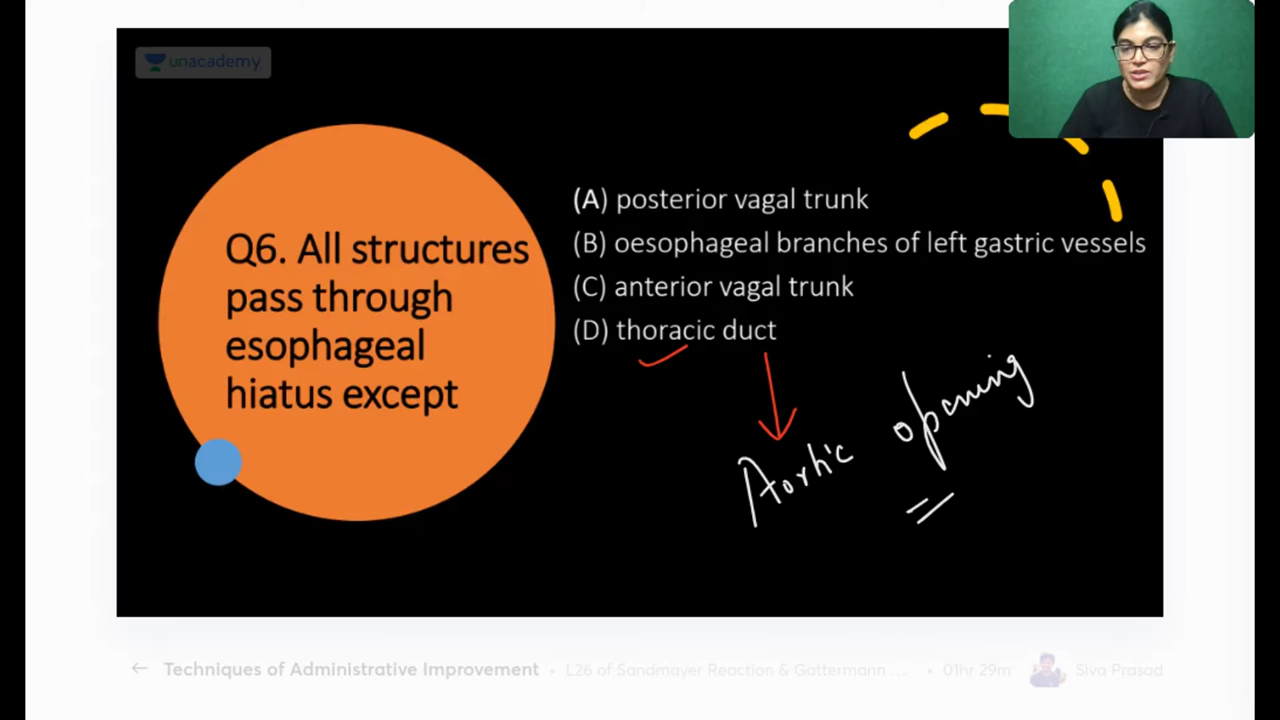 unacademy
Q6. All structures
pass through
esophageal
hiatus except
(A) posterior vagal trunk
(B) oesophageal branches of left gastric vessels
(C) anterior vagal trunk
(D) thoracic duct
Aortic opening
← Techniques of Administrative Improvement • L26 of Sandmayer Reaction & Gattermann ... • 01hr 29m Siva Prasad